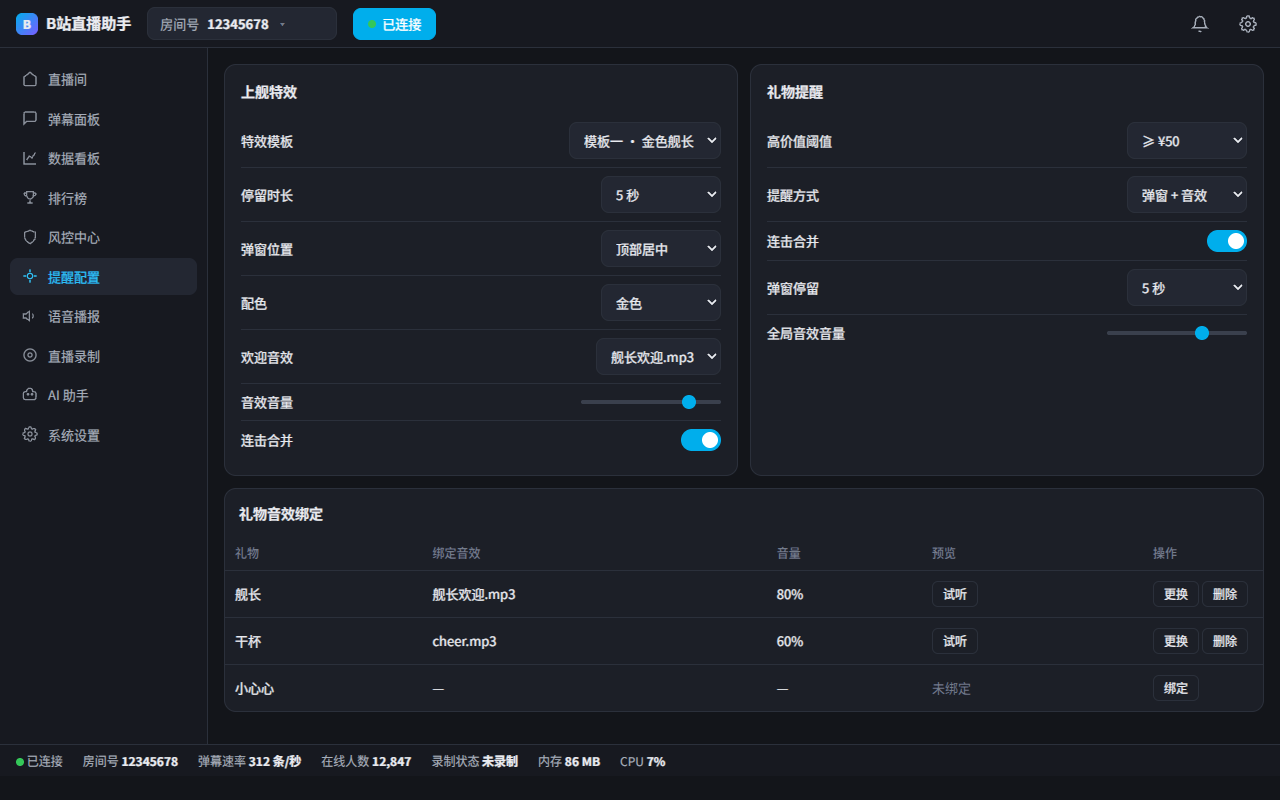 B B站直播助手 房间号 12345678 已连接
直播间
弹幕面板
数据看板
排行榜
风控中心
提醒配置
语音播报
直播录制
AI 助手
系统设置
上舰特效
特效模板 模板一 · 金色舰长
停留时长 5 秒
弹窗位置 顶部居中
配色 金色
欢迎音效 舰长欢迎.mp3
音效音量
连击合并
礼物提醒
高价值阈值 ≥ ¥50
提醒方式 弹窗 + 音效
连击合并
弹窗停留 5 秒
全局音效音量
礼物音效绑定
礼物 绑定音效 音量 预览 操作
舰长 舰长欢迎.mp3 80% 试听 更换 删除
干杯 cheer.mp3 60% 试听 更换 删除
小心心 — — 未绑定 绑定
已连接 房间号 12345678 弹幕速率 312 条/秒 在线人数 12,847 录制状态 未录制 内存 86 MB CPU 7%